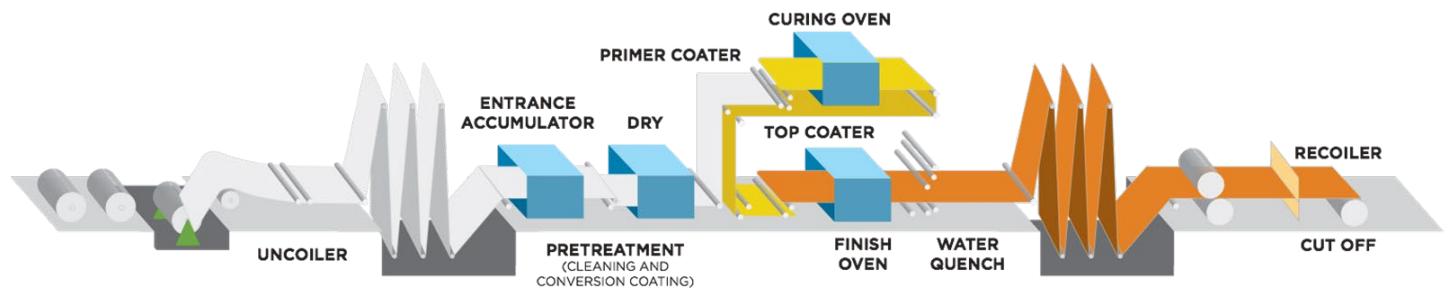 CURING OVEN
PRIMER COATER
ENTRANCE
ACCUMULATOR
DRY
TOP COATER
RECOILER
UNCOILER
PRETREATMENT
(CLEANING AND
CONVERSION COATING)
FINISH
OVEN
WATER
QUENCH
CUT OFF